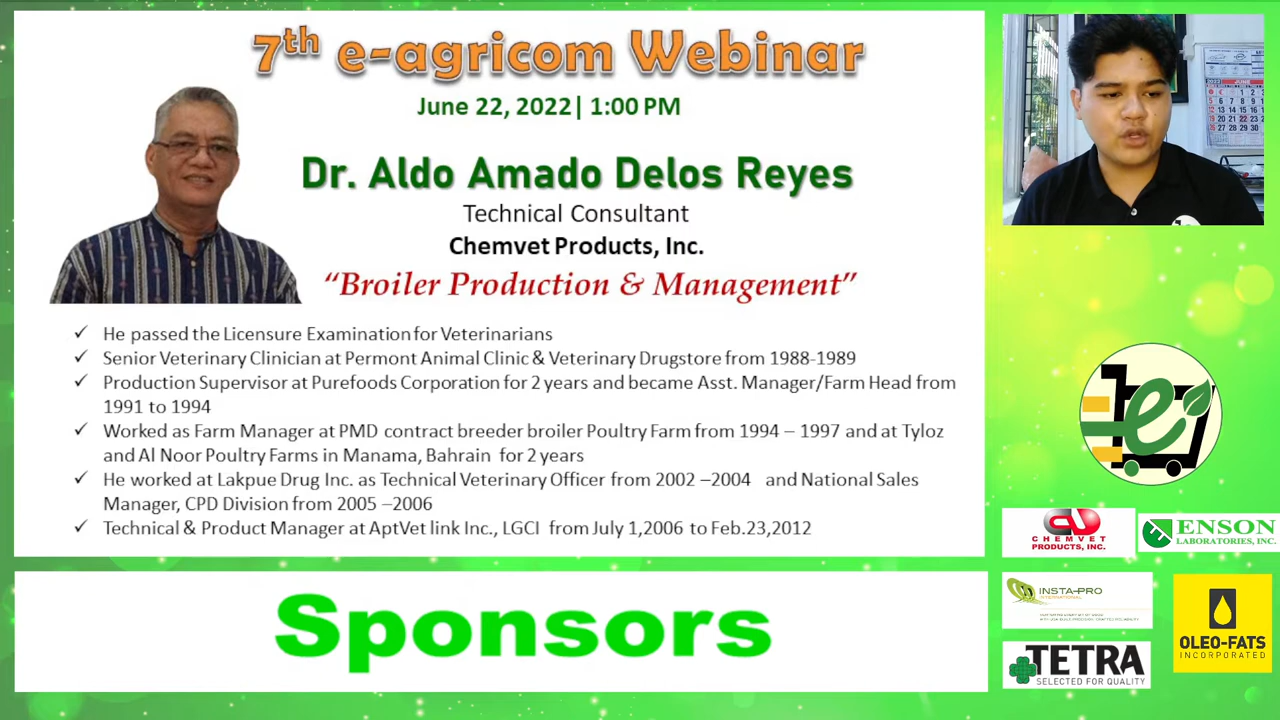 7th e-agricom Webinar
June 22, 2022| 1:00 PM
Dr. Aldo Amado Delos Reyes
Technical Consultant
Chemvet Products, Inc.
“Broiler Production & Management”
✓ He passed the Licensure Examination for Veterinarians
✓ Senior Veterinary Clinician at Permont Animal Clinic & Veterinary Drugstore from 1988-1989
✓ Production Supervisor at Purefoods Corporation for 2 years and became Asst. Manager/Farm Head from
1991 to 1994
✓ Worked as Farm Manager at PMD contract breeder broiler Poultry Farm from 1994 – 1997 and at Tyloz
and Al Noor Poultry Farms in Manama, Bahrain for 2 years
✓ He worked at Lakpue Drug Inc. as Technical Veterinary Officer from 2002 –2004 and National Sales
Manager, CPD Division from 2005 –2006
✓ Technical & Product Manager at AptVet link Inc., LGCI from July 1,2006 to Feb.23,2012
Sponsors
JUNE
e
CHEMVET
PRODUCTS, INC.
ENSON
LABORATORIES, INC.
INSTA-PRO
INTERNATIONAL
OLEO-FATS
INCORPORATED
TETRA
SELECTED FOR QUALITY